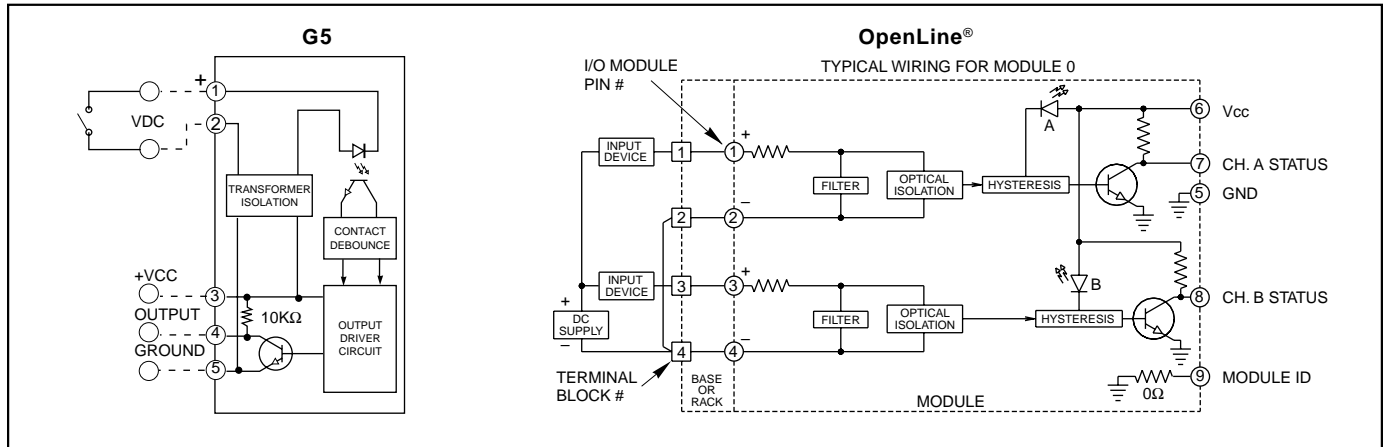 G5
+
1
2
VDC
TRANSFORMER
ISOLATION
CONTACT
DEBOUNCE
+VCC
3
OUTPUT
10KΩ
4
GROUND
5
OUTPUT
DRIVER
CIRCUIT
OpenLine®
I/O MODULE
PIN #
TYPICAL WIRING FOR MODULE 0
A
6 Vcc
INPUT
DEVICE
1
1
+
FILTER
OPTICAL
ISOLATION
HYSTERESIS
7 CH. A STATUS
5 GND
2
2
–
INPUT
DEVICE
3
3
+
B
8 CH. B STATUS
+
DC
SUPPLY
–
FILTER
OPTICAL
ISOLATION
HYSTERESIS
4
4
–
TERMINAL
BLOCK #
BASE
OR
RACK
MODULE
0Ω
9 MODULE ID